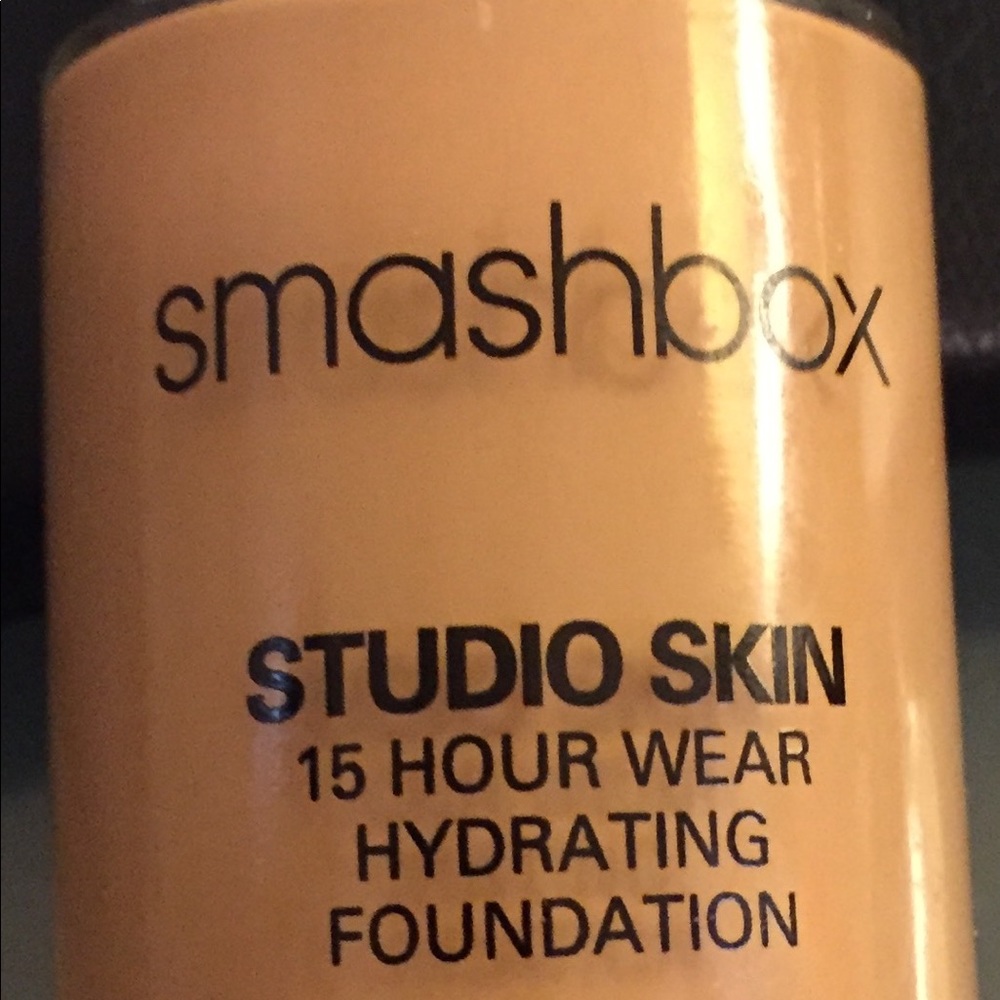 smashbox
STUDIO SKIN
15 HOUR WEAR
HYDRATING
FOUNDATION